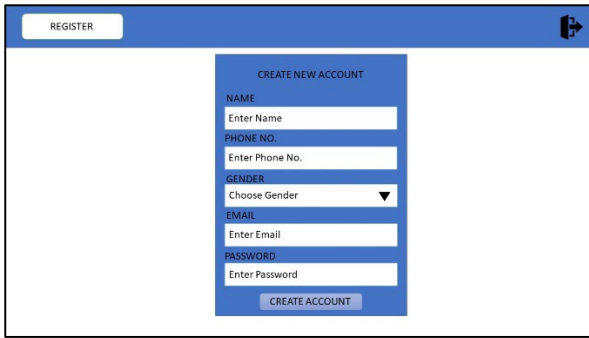 REGISTER
CREATE NEW ACCOUNT
NAME
Enter Name
PHONE NO.
Enter Phone No.
GENDER
Choose Gender
EMAIL
Enter Email
PASSWORD
Enter Password
CREATE ACCOUNT